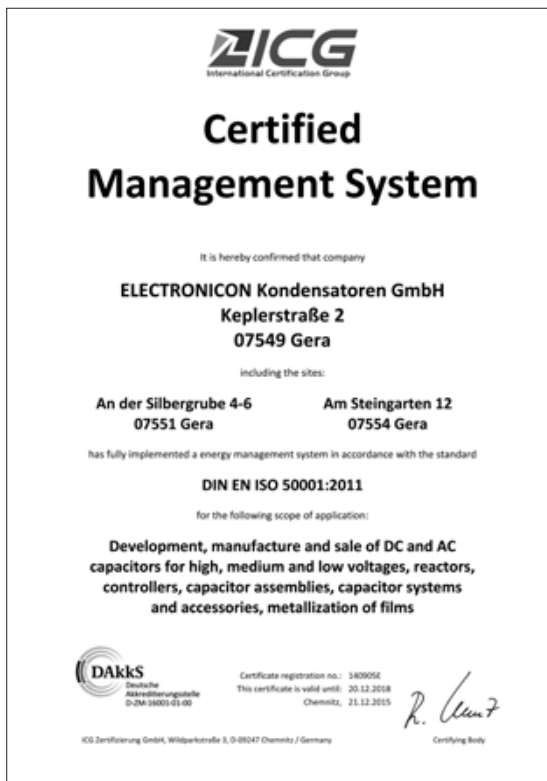 ICG
International Certification Group
Certified
Management System
It is hereby confirmed that company
ELECTRONICON Kondensatoren GmbH
Keplerstraße 2
07549 Gera
including the sites:
An der Silbergrube 4-6 Am Steingarten 12
07551 Gera 07554 Gera
has fully implemented a energy management system in accordance with the standard
DIN EN ISO 50001:2011
for the following scope of application:
Development, manufacture and sale of DC and AC
capacitors for high, medium and low voltages, reactors,
controllers, capacitor assemblies, capacitor systems
and accessories, metallization of films
DAkkS
Deutsche
Akkreditierungsstelle
D-ZM-16001-01-00
Certificate registration no.: 140905E
This certificate is valid until: 20.12.2018
Chemnitz, 21.12.2015
ICG Zertifizierung GmbH, Wildparkstraße 3, D-09247 Chemnitz / Germany
Certifying Body